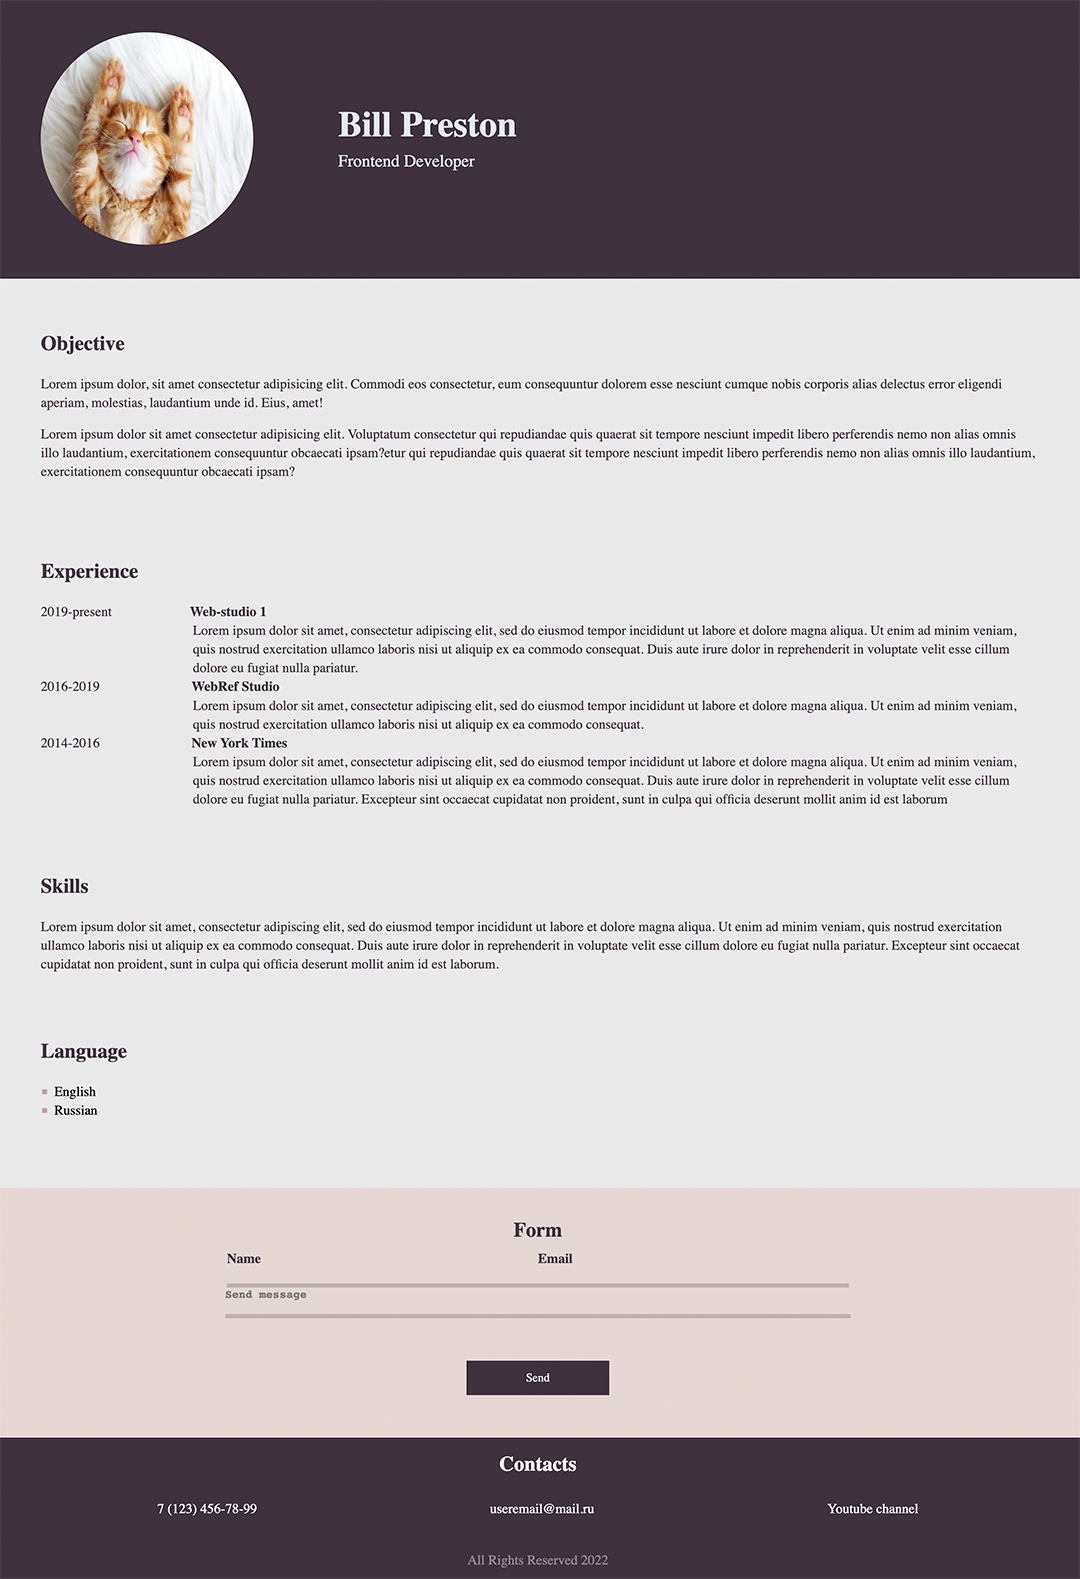 Bill Preston
Frontend Developer
Objective
Lorem ipsum dolor, sit amet consectetur adipisicing elit. Commodi eos consectetur, eum consequuntur dolorem esse nesciunt cumque nobis corporis alias delectus error eligendi
aperiam, molestias, laudantium unde id. Eius, amet!
Lorem ipsum dolor sit amet consectetur adipisicing elit. Voluptatum consectetur qui repudiandae quis quaerat sit tempore nesciunt impedit libero perferendis nemo non alias omnis
illo laudantium, exercitationem consequuntur obcaecati ipsam?etur qui repudiandae quis quaerat sit tempore nesciunt impedit libero perferendis nemo non alias omnis illo laudantium,
exercitationem consequuntur obcaecati ipsam?
Experience
2019-present Web-studio 1
Lorem ipsum dolor sit amet, consectetur adipiscing elit, sed do eiusmod tempor incididunt ut labore et dolore magna aliqua. Ut enim ad minim veniam,
quis nostrud exercitation ullamco laboris nisi ut aliquip ex ea commodo consequat. Duis aute irure dolor in reprehenderit in voluptate velit esse cillum
dolore eu fugiat nulla pariatur.
2016-2019 WebRef Studio
Lorem ipsum dolor sit amet, consectetur adipiscing elit, sed do eiusmod tempor incididunt ut labore et dolore magna aliqua. Ut enim ad minim veniam,
quis nostrud exercitation ullamco laboris nisi ut aliquip ex ea commodo consequat.
2014-2016 New York Times
Lorem ipsum dolor sit amet, consectetur adipiscing elit, sed do eiusmod tempor incididunt ut labore et dolore magna aliqua. Ut enim ad minim veniam,
quis nostrud exercitation ullamco laboris nisi ut aliquip ex ea commodo consequat. Duis aute irure dolor in reprehenderit in voluptate velit esse cillum
dolore eu fugiat nulla pariatur. Excepteur sint occaecat cupidatat non proident, sunt in culpa qui officia deserunt mollit anim id est laborum
Skills
Lorem ipsum dolor sit amet, consectetur adipiscing elit, sed do eiusmod tempor incididunt ut labore et dolore magna aliqua. Ut enim ad minim veniam, quis nostrud exercitation
ullamco laboris nisi ut aliquip ex ea commodo consequat. Duis aute irure dolor in reprehenderit in voluptate velit esse cillum dolore eu fugiat nulla pariatur. Excepteur sint occaecat
cupidatat non proident, sunt in culpa qui officia deserunt mollit anim id est laborum.
Language
English
Russian
Form
Name Email
Send message
Send
Contacts
7 (123) 456-78-99 useremail@mail.ru Youtube channel
All Rights Reserved 2022